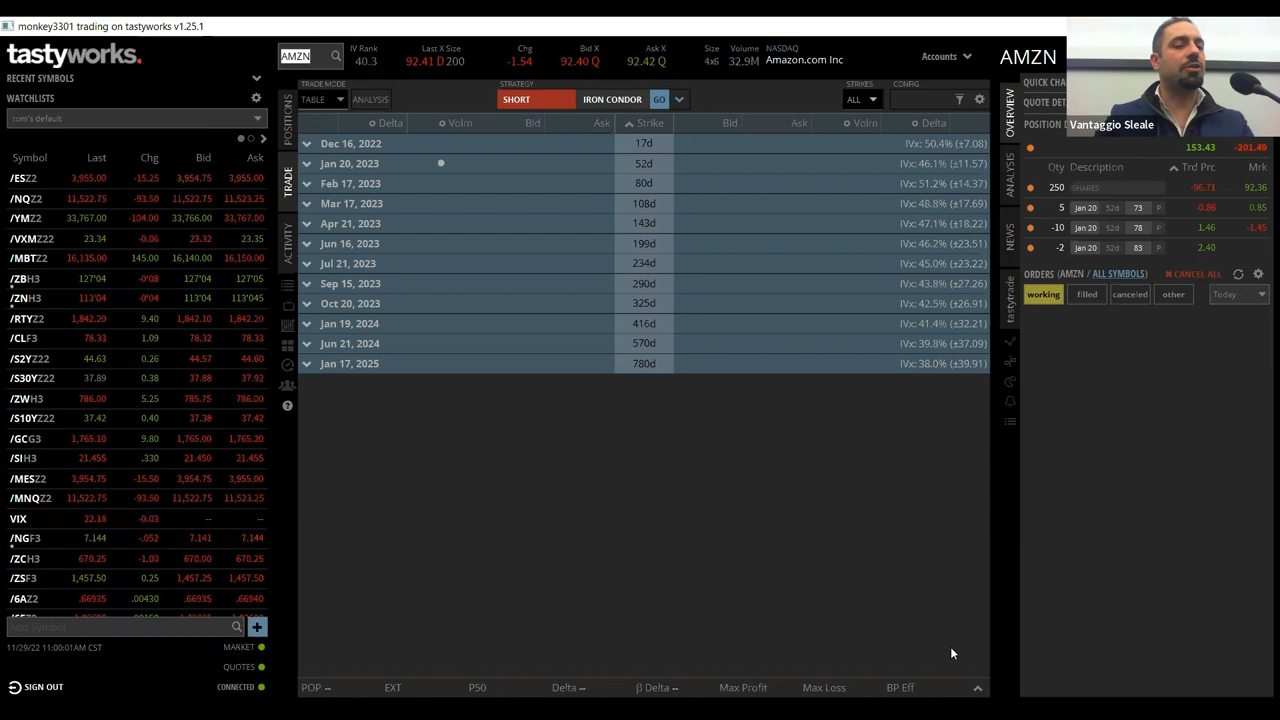 monkey3301 trading on tastyworks v1.25.1
tastyworks.
RECENT SYMBOLS
WATCHLISTS
tom's default
Symbol Last Chg Bid Ask
/ESZ2 3,955.00 -15.25 3,954.75 3,955.00
/NQZ2 11,522.75 -93.50 11,522.75 11,523.25
/YMZ2 33,767.00 -104.00 33,766.00 33,767.00
/VXMZ22 23.34 -0.06 23.32 23.35
/MBTZ2 16,135.00 145.00 16,140.00 16,150.00
/ZBH3 127'04 -0'08 127'04 127'05
/ZNH3 113'04 -0'04 113'04 113'045
/RTYZ2 1,842.20 9.40 1,842.10 1,842.20
/CLF3 78.33 1.09 78.32 78.33
/S2YZ22 44.63 0.26 44.57 44.60
/S30YZ22 37.89 0.38 37.88 37.92
/ZWH3 786.00 5.25 785.75 786.00
/S10YZ22 37.42 0.40 37.38 37.42
/GCG3 1,765.10 9.80 1,765.00 1,765.20
/SIH3 21.455 .330 21.450 21.455
/MESZ2 3,954.75 -15.50 3,954.75 3,955.00
/MNQZ2 11,522.75 -93.50 11,522.75 11,523.25
VIX 22.18 -0.03 -- --
/NGF3 7.144 -.052 7.141 7.144
/ZCH3 670.25 -1.00 670.00 670.25
/ZSF3 1,457.50 0.25 1,457.25 1,457.50
/6AZ2 .66935 .00430 .66935 .66940
Add Symbol
11/29/22 11:00:01AM CST
MARKET
QUOTES
SIGN OUT CONNECTED
POSITIONS
TRADE
ACTIVITY
AMZN
IV Rank Last X Size Chg Bid X Ask X Size Volume NASDAQ
40.3 92.41 D 200 -1.54 92.40 Q 92.42 Q 4x6 32.9M Amazon.com Inc
Accounts
TRADE MODE STRATEGY STRIKES CONFIG
TABLE ANALYSIS SHORT IRON CONDOR GO ALL
Delta Volm Bid Ask Strike Bid Ask Volm Delta
Dec 16, 2022 17d IVx: 50.4% (±7.08)
Jan 20, 2023 52d IVx: 46.1% (±11.57)
Feb 17, 2023 80d IVx: 51.2% (±14.37)
Mar 17, 2023 108d IVx: 48.8% (±17.69)
Apr 21, 2023 143d IVx: 47.1% (±18.22)
Jun 16, 2023 199d IVx: 46.2% (±23.51)
Jul 21, 2023 234d IVx: 45.0% (±23.22)
Sep 15, 2023 290d IVx: 43.8% (±27.26)
Oct 20, 2023 325d IVx: 42.5% (±26.91)
Jan 19, 2024 416d IVx: 41.4% (±32.21)
Jun 21, 2024 570d IVx: 39.8% (±37.09)
Jan 17, 2025 780d IVx: 38.0% (±39.91)
POP -- EXT P50 Delta -- β Delta -- Max Profit Max Loss BP Eff
OVERVIEW
ANALYSIS
NEWS
tastytrade
AMZN
QUICK CHA
QUOTE DET
POSITION D
Vantaggio Sleale
153.43 -201.49
Qty Description Trd Prc Mrk
250 SHARES -96.71 92.36
5 Jan 20 52d 73 P -0.86 0.85
-10 Jan 20 52d 78 P 1.46 -1.45
-2 Jan 20 52d 83 P 2.40
ORDERS (AMZN / ALL SYMBOLS) CANCEL ALL
working filled canceled other Today